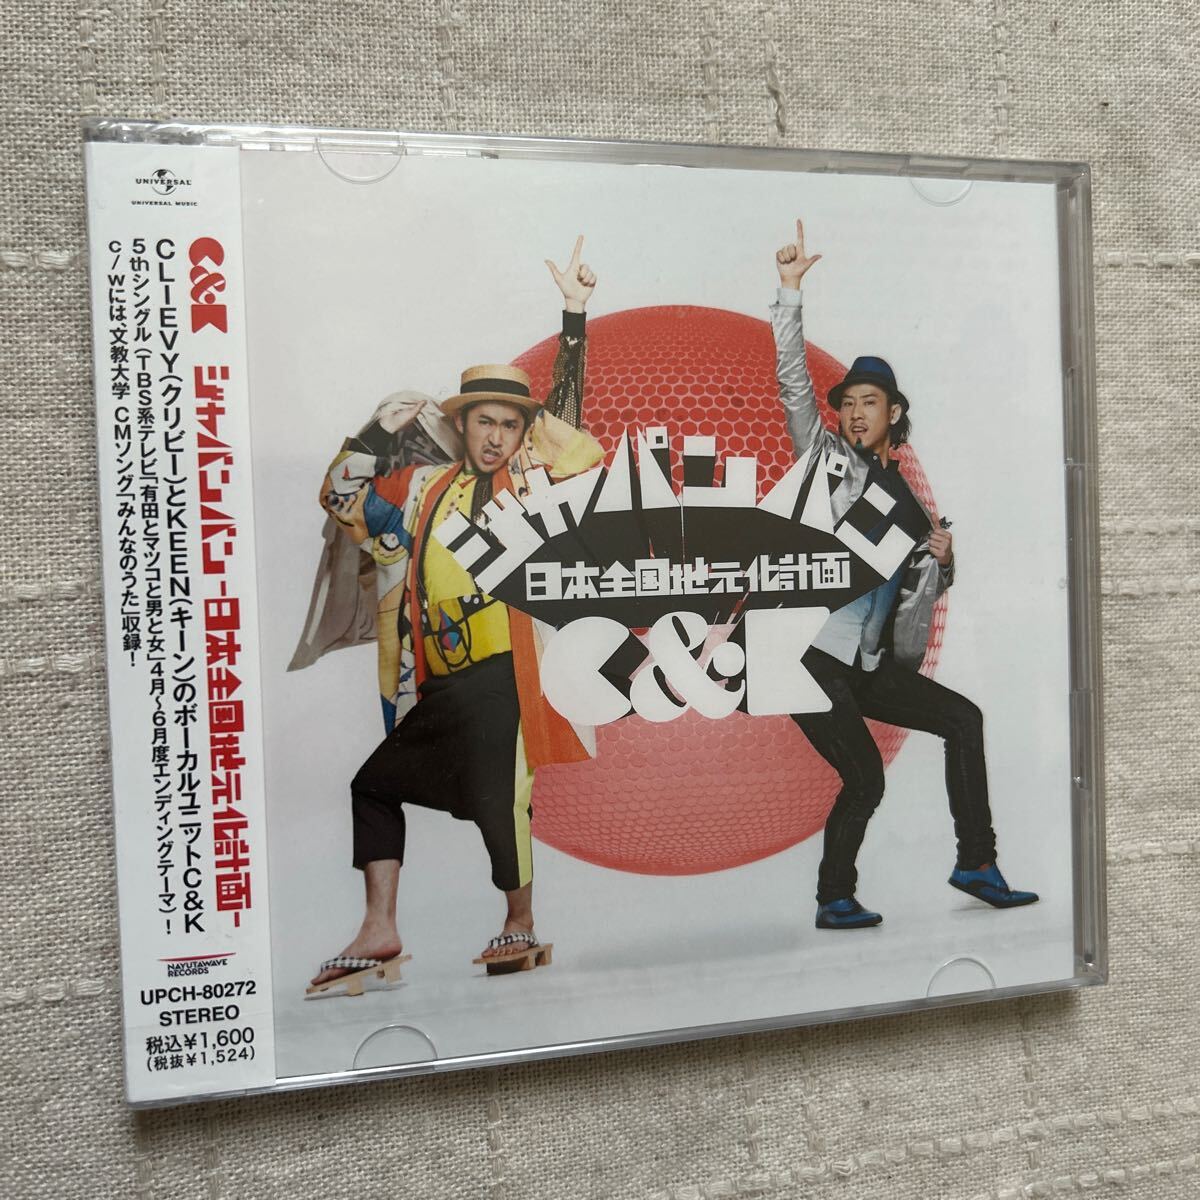 UNIVERSAL
UNIVERSAL MUSIC
C&K ジャパンパン-日本全国地元化計画-
CLIEVY(クリビー)とKEEN(キーン)のボーカルユニットC&K
5thシングル(TBS系テレビ「有田とマツコと男と女」4月〜6月度エンディングテーマ)!
c/wには、文教大学 CMソング「みんなのうた」収録!
NAYUTAWAVE
RECORDS
UPCH-80272
STEREO
税込¥1,600
(税抜¥1,524)
ジャパンパン
日本全国地元化計画
C&K